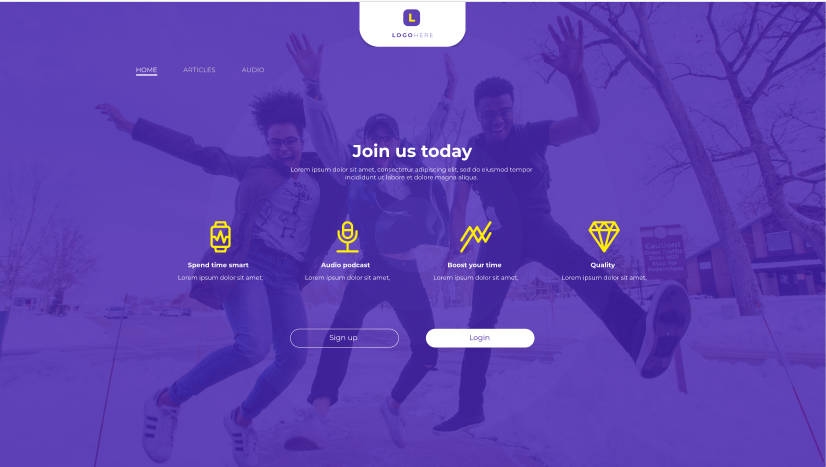 L
LOGOHERE
HOME ARTICLES AUDIO
Join us today
Lorem ipsum dolor sit amet, consectetur adipiscing elit, sed do eiusmod tempor
incididunt ut labore et dolore magna aliqua.
Spend time smart Audio podcast Boost your time Quality
Lorem ipsum dolor sit amet. Lorem ipsum dolor sit amet. Lorem ipsum dolor sit amet. Lorem ipsum dolor sit amet.
Caution!
Sign up Login